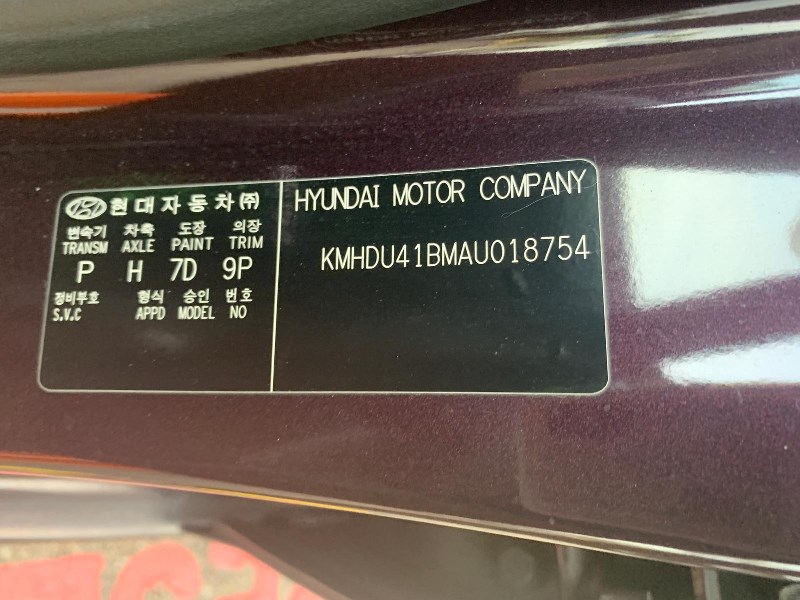 현대자동차㈜
변속기 차축 도장 의장
TRANSM AXLE PAINT TRIM
P H 7D 9P
정비부호 형식 승인 번호
S.V.C APPD MODEL NO
HYUNDAI MOTOR COMPANY
KMHDU41BMAU018754